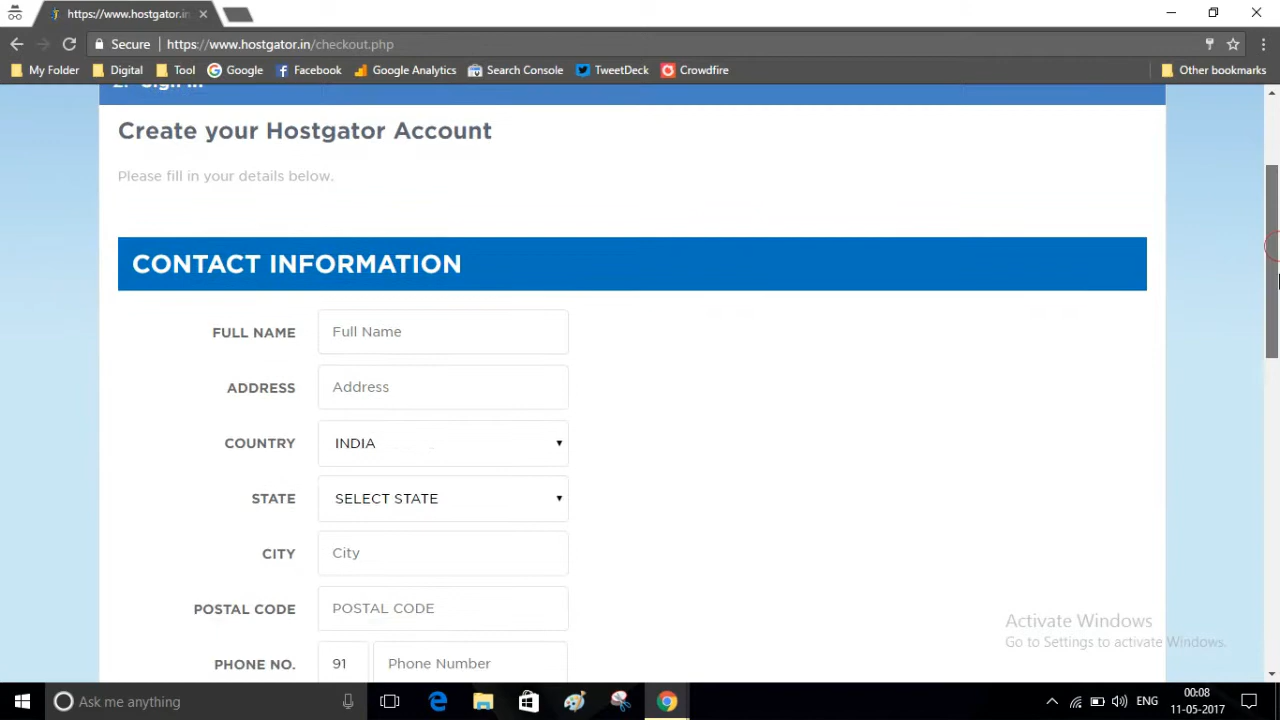 https://www.hostgator.in
Secure https://www.hostgator.in/checkout.php
My Folder Digital Tool Google Facebook Google Analytics Search Console TweetDeck Crowdfire Other bookmarks
2. Sign In
Create your Hostgator Account
Please fill in your details below.
CONTACT INFORMATION
FULL NAME Full Name
ADDRESS Address
COUNTRY INDIA
STATE SELECT STATE
CITY City
POSTAL CODE POSTAL CODE
PHONE NO. 91 Phone Number
Activate Windows
Go to Settings to activate Windows.
Ask me anything
ENG
00:08
11-05-2017